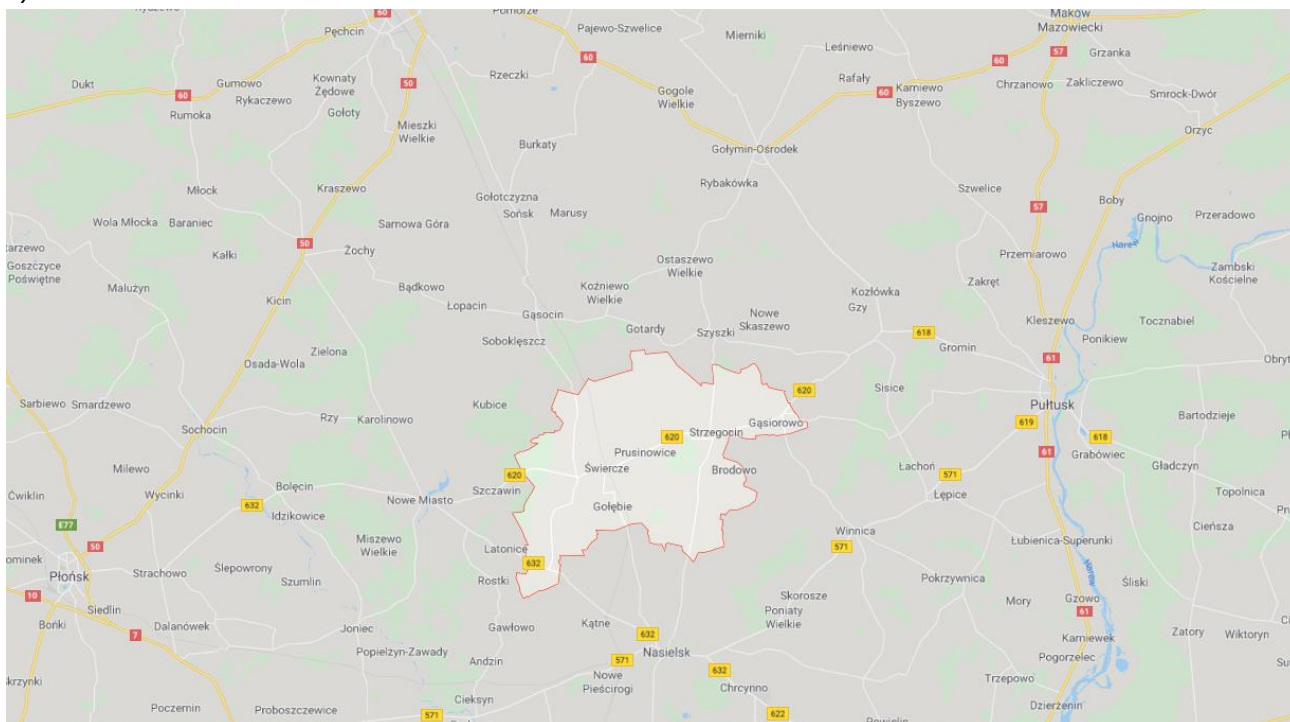 Pęchcin
60
Pajewo-Szwelice
Mierniki
Leśniewo
Maków
Mazowiecki
Grzanka
57
60
60
Dukt
60
Gumowo
Rykaczewo
Rumoka
Kownaty
Żędowe
Gołoty
50
Rzeczki
Gogole
Wielkie
Rafały
60
Karniewo
Byszewo
Chrzanowo
Zakliczewo
Smrock-Dwór
Orzyc
Mieszki
Wielkie
Burkaty
Gołymin-Ośrodek
Rybakówka
Młock
Kraszewo
Gołotczyzna
Sońsk
Marusy
Szwelice
57
Boby
Gnojno
Przeradowo
Wola Młocka
Baraniec
Sarnowa Góra
Narew
50
Żochy
Kałki
Goszczyce
Poświętne
Malużyn
Ostaszewo
Wielkie
Przemiarowo
Zambski
Kościelne
Kicin
Bądkowo
Łopacin
Koźniewo
Wielkie
Kozłówka
Gzy
Zakręt
Gąsocin
Gotardy
Szyszki
Nowe
Skaszewo
Kleszewo
Tocznabiel
618
Gromin
Ponikiew
Soboklęszcz
Zielona
Osada-Wola
61
620
Sisice
Sarbiewo
Smardzewo
Rzy
Karolinowo
Kubice
Pułtusk
Bartodzieje
Sochocin
Gąsiorowo
Strzegocin
620
619
618
Grabówiec
Prusinowice
61
Gładczyn
Milewo
Świercze
Brodowo
Łachoń
571
Ćwiklin
Wycinki
Bolęcin
620
Szczawin
Nowe Miasto
Łępice
Topolnica
632
Idzikowice
Gołębie
E77
Winnica
Cieńsza
50
Miszewo
Wielkie
Latonice
571
Łubienica-Superunki
632
Płońsk
Strachowo
Ślepowrony
Szumlin
Rostki
Pokrzywnica
Narew
Śliski
10
Siedlin
Skorosze
Mory
Gzowo
Poniaty
Wielkie
61
Bońki
7
Dalanówek
Joniec
Gawłowo
Kątne
632
Zatory
Wiktoryn
Popielżyn-Zawady
Andzin
571
Nasielsk
Karniewek
Pogorzelec
632
Chrcynno
Nowe
Pieścirogi
Trzepowo
Cieksyn
Poczernin
Proboszczewice
571
622
Dzierżenin